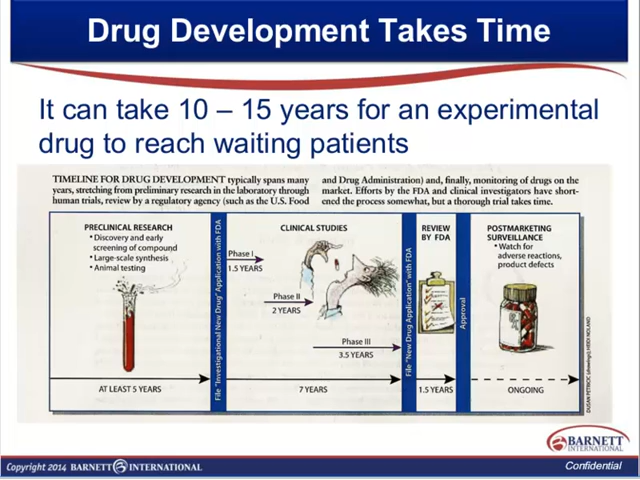 Drug Development Takes Time
It can take 10 – 15 years for an experimental
drug to reach waiting patients
TIMELINE FOR DRUG DEVELOPMENT typically spans many
years, stretching from preliminary research in the laboratory through
human trials, review by a regulatory agency (such as the U.S. Food
and Drug Administration) and, finally, monitoring of drugs on the
market. Efforts by the FDA and clinical investigators have short-
ened the process somewhat, but a thorough trial takes time.
PRECLINICAL RESEARCH
• Discovery and early
screening of compound
• Large-scale synthesis
• Animal testing
AT LEAST 5 YEARS
File "Investigational New Drug" Application with FDA
CLINICAL STUDIES
Phase I
1.5 YEARS
Phase II
2 YEARS
Phase III
3.5 YEARS
7 YEARS
File "New Drug Application" with FDA
REVIEW
BY FDA
1.5 YEARS
Approval
POSTMARKETING
SURVEILLANCE
• Watch for
adverse reactions,
product defects
ONGOING
BARNETT
INTERNATIONAL
Copyright 2014 BARNETT INTERNATIONAL
Confidential